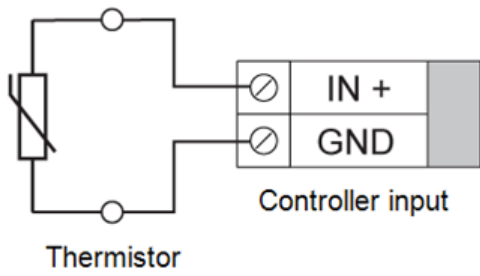 IN +
GND
Controller input
Thermistor